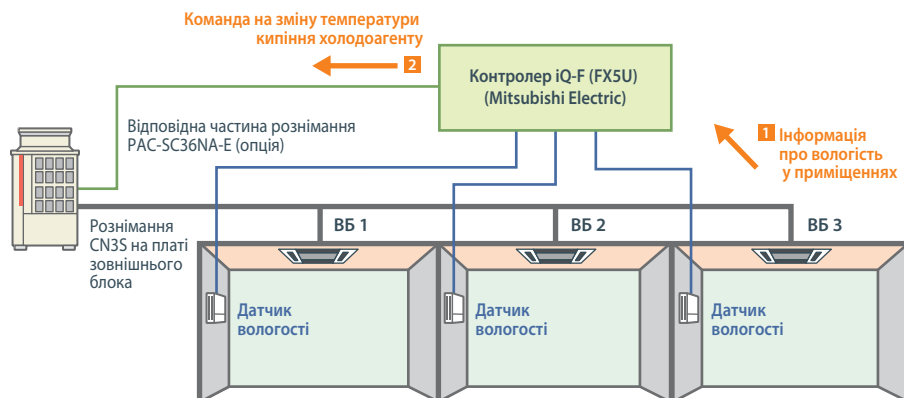 Команда на зміну температури
кипіння холодоагенту
2
Контролер iQ-F (FX5U)
(Mitsubishi Electric)
Відповідна частина рознімання
PAC-SC36NA-E (опція)
1 Інформація
про вологість
у приміщеннях
Рознімання
CN3S на платі
зовнішнього
блока
ВБ 1
ВБ 2
ВБ 3
Датчик
вологості
Датчик
вологості
Датчик
вологості